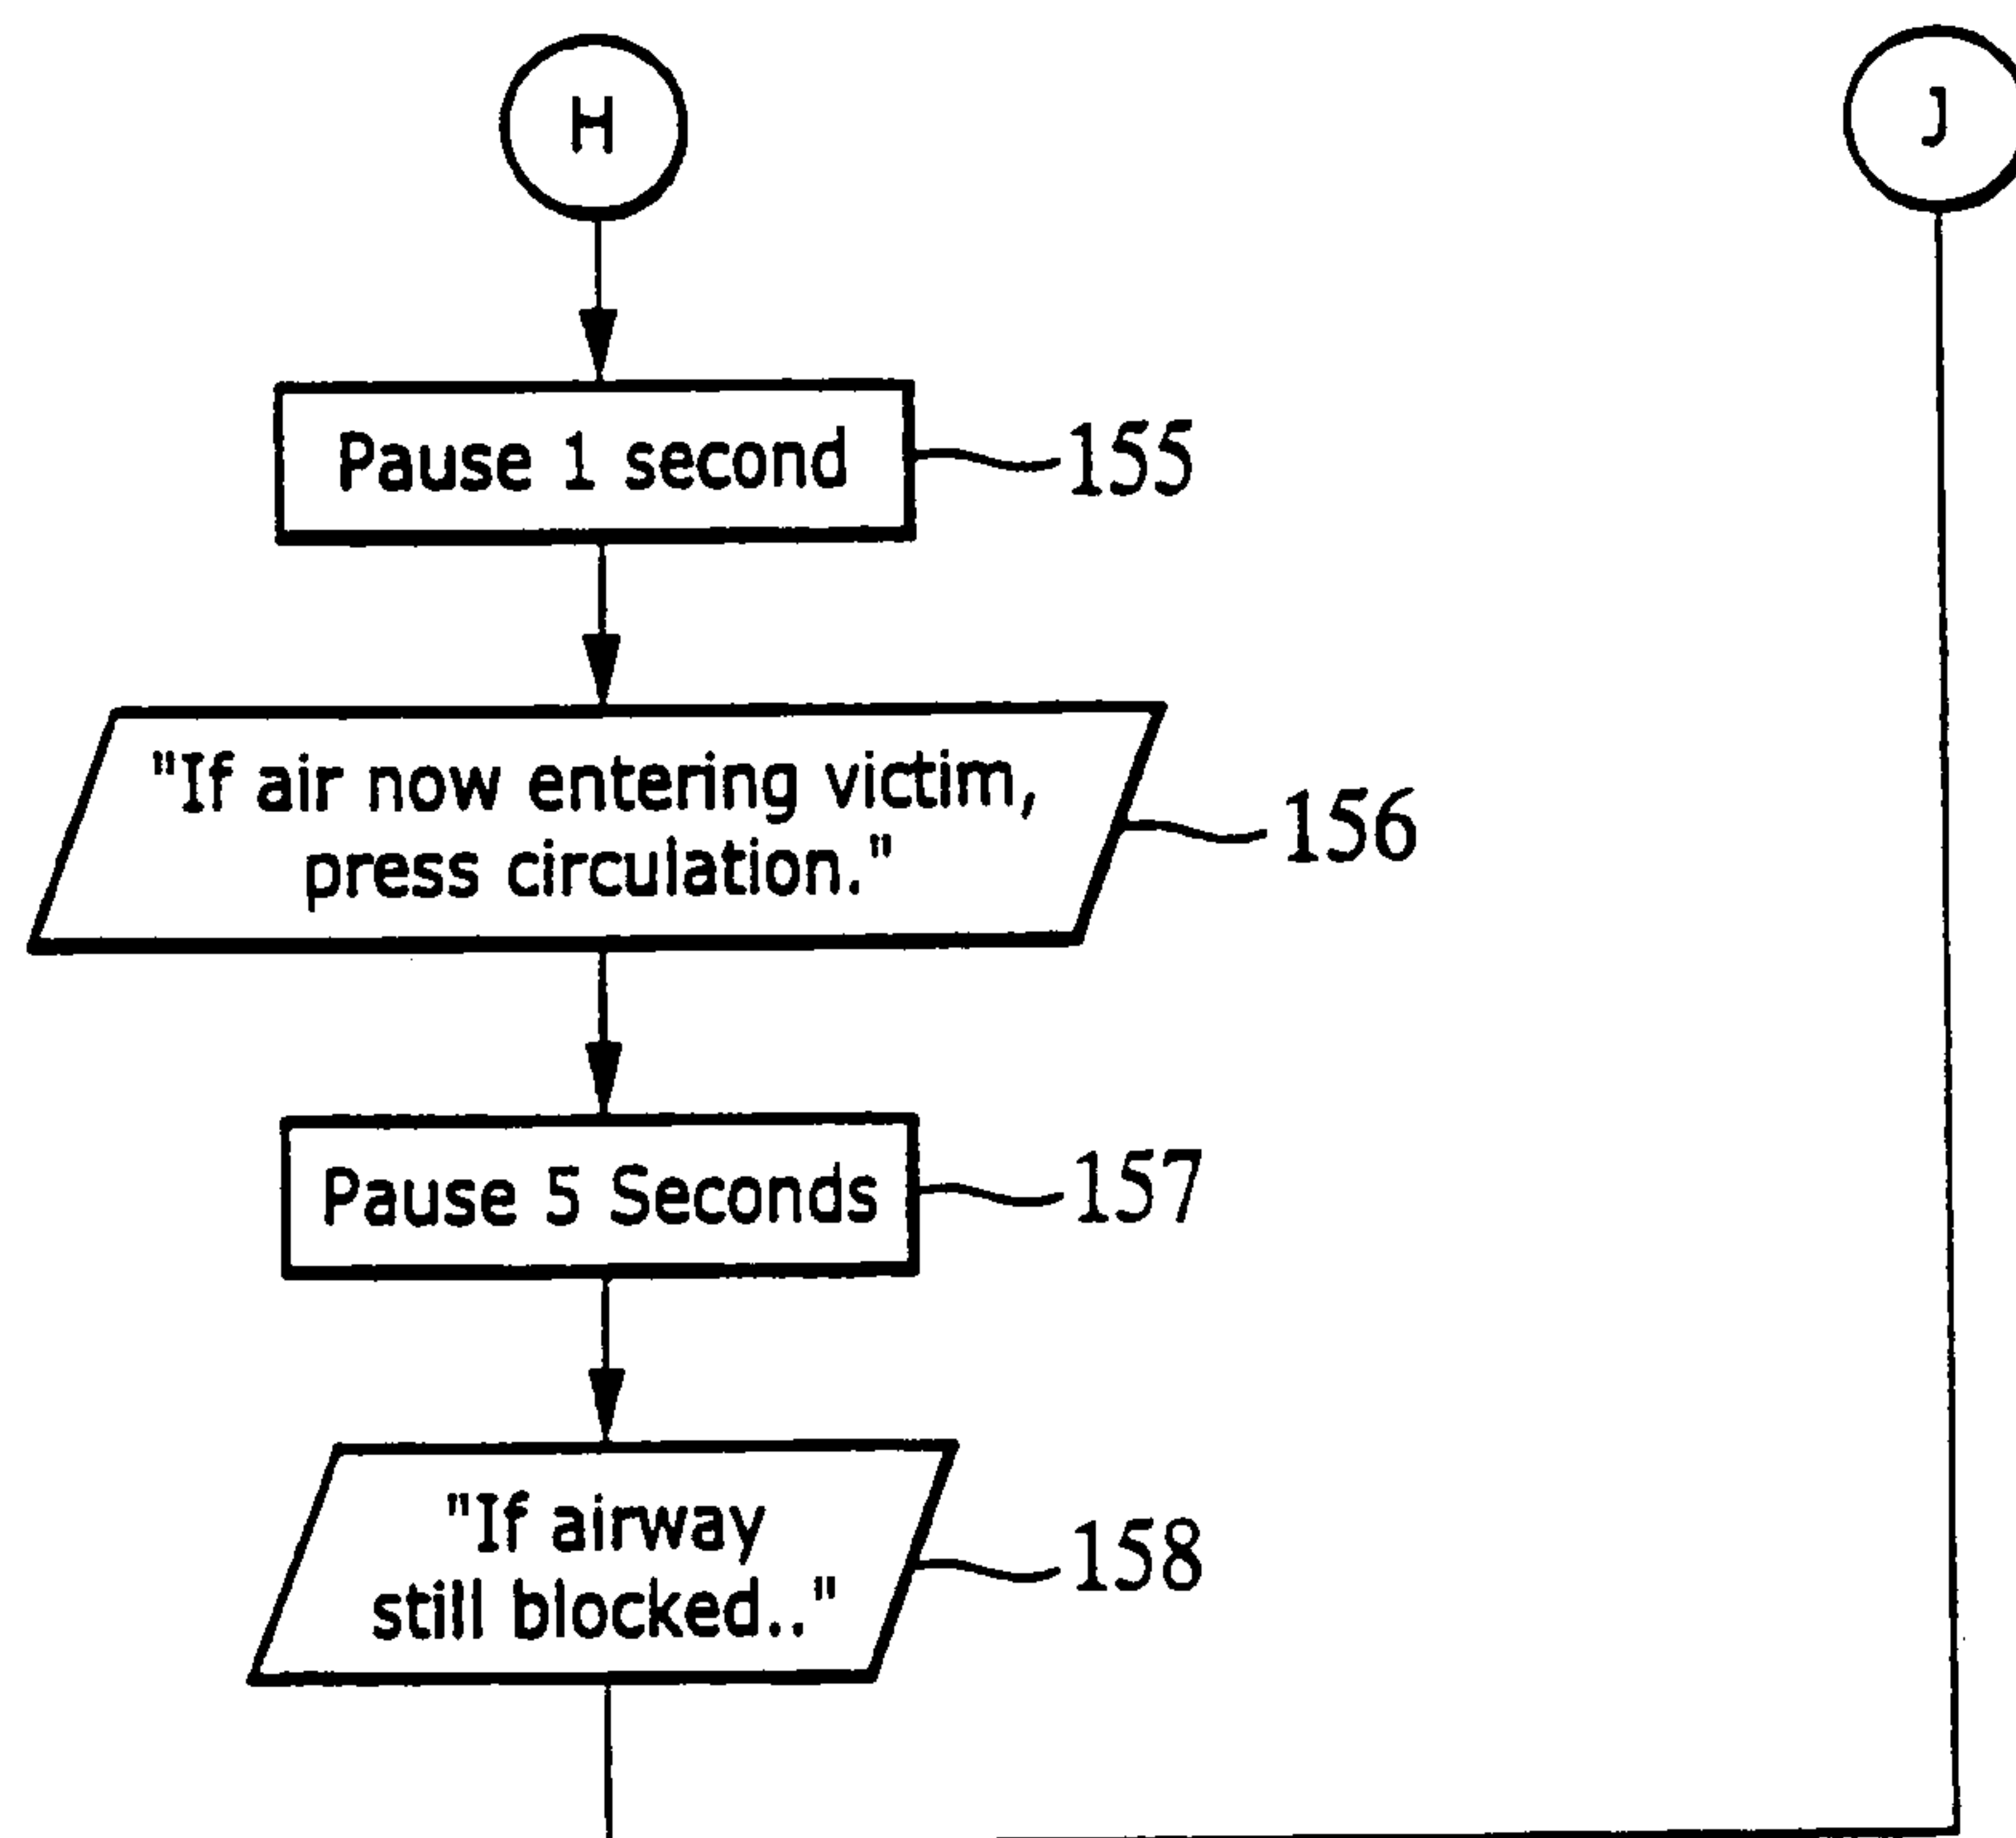 H
J
Pause 1 second
155
"If air now entering victim,
press circulation."
156
Pause 5 Seconds
157
"If airway
still blocked.."
158